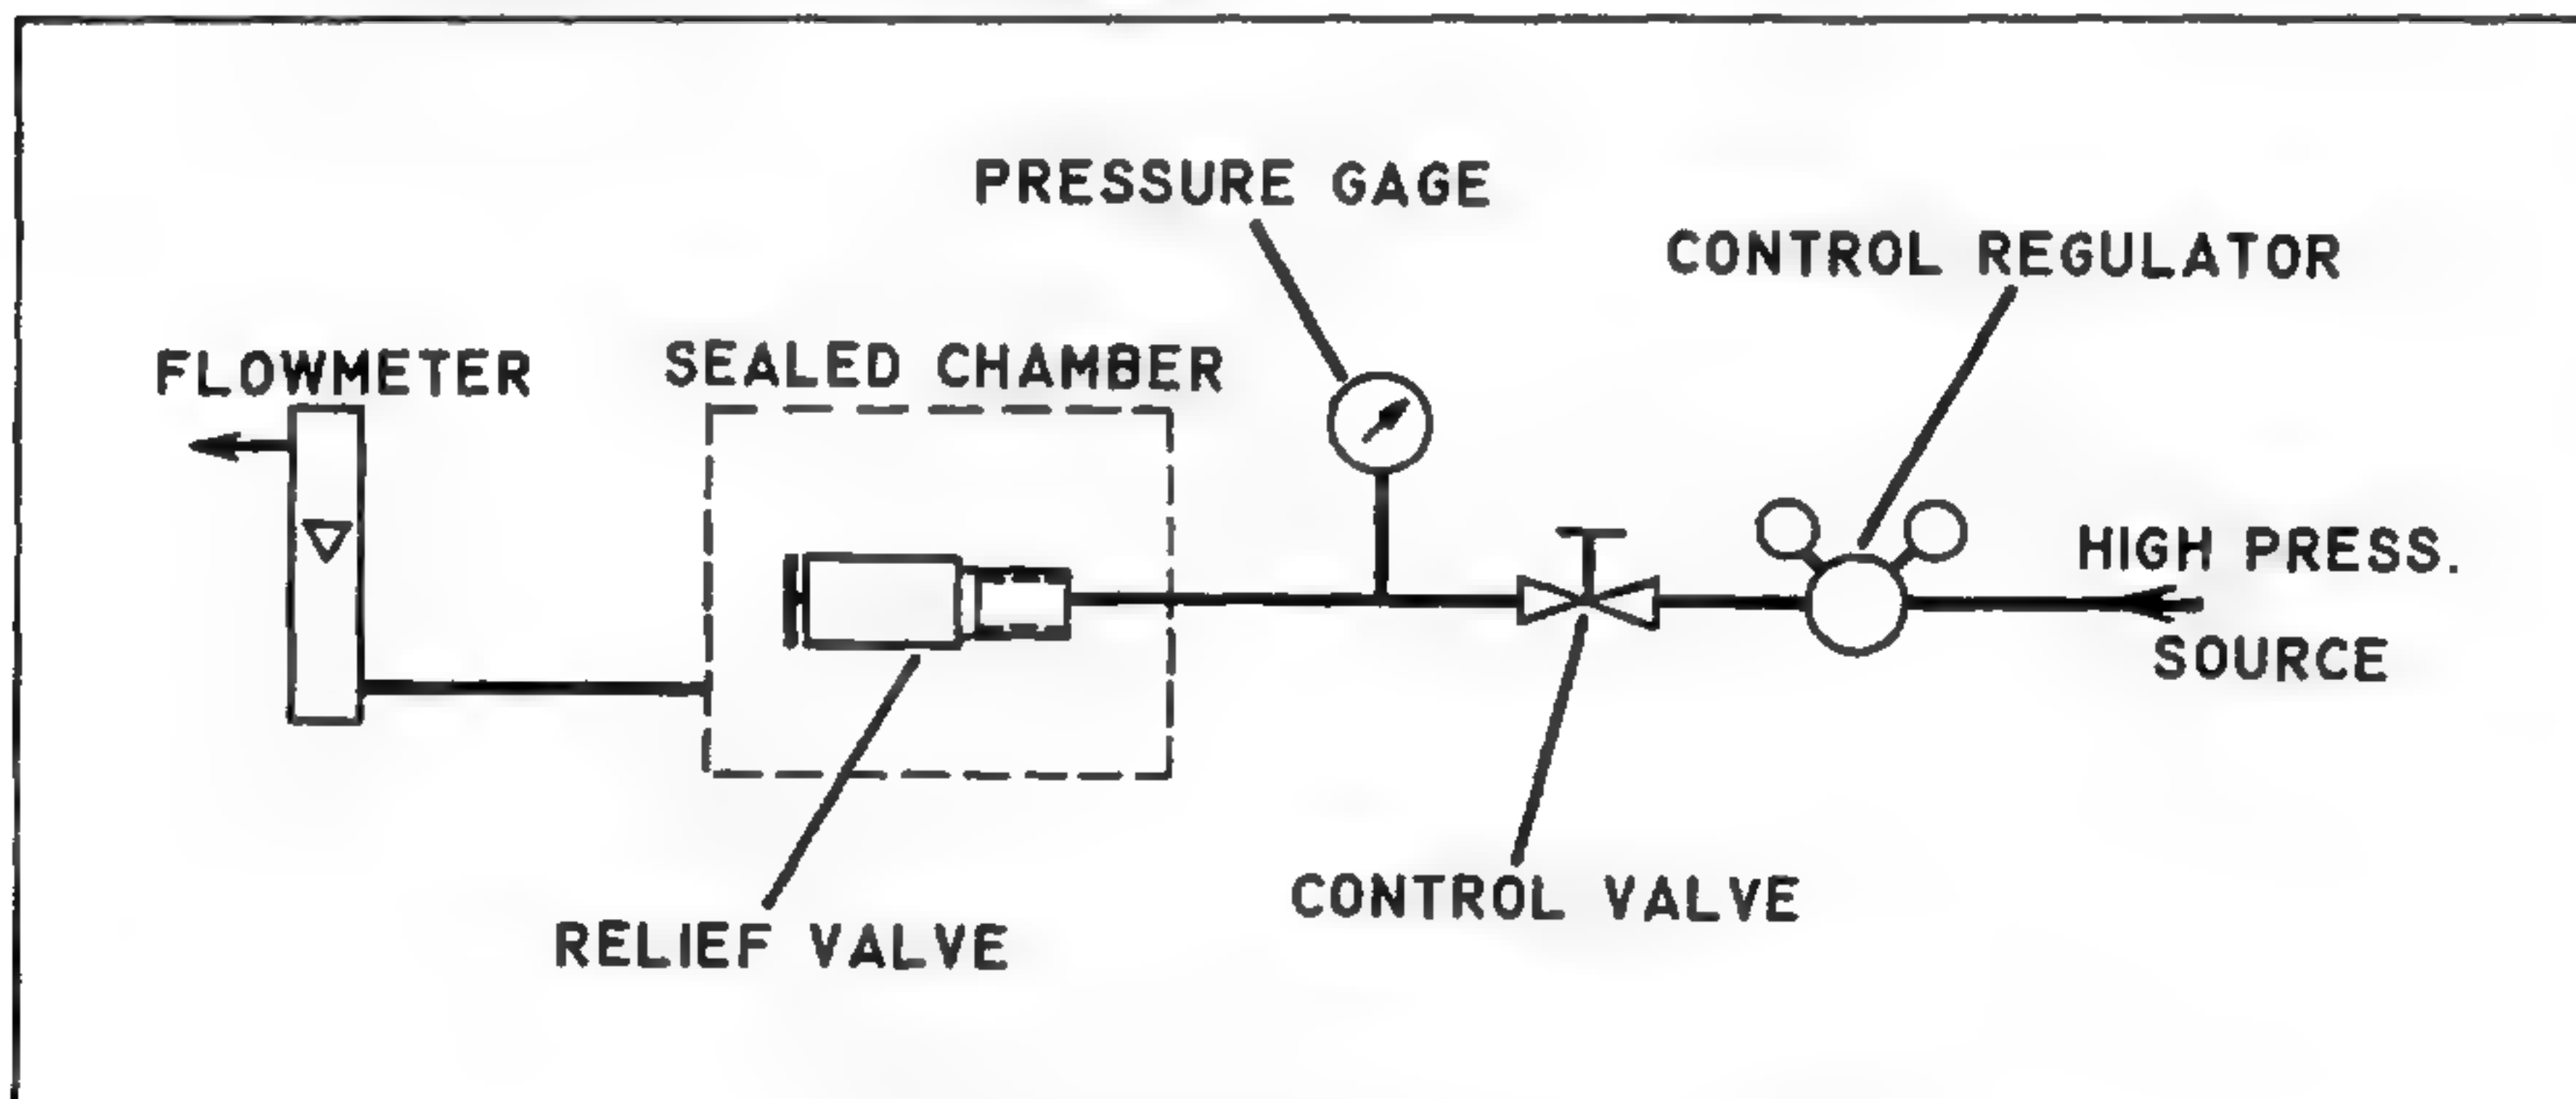 PRESSURE GAGE
CONTROL REGULATOR
FLOWMETER
SEALED CHAMBER
HIGH PRESS.
SOURCE
CONTROL VALVE
RELIEF VALVE